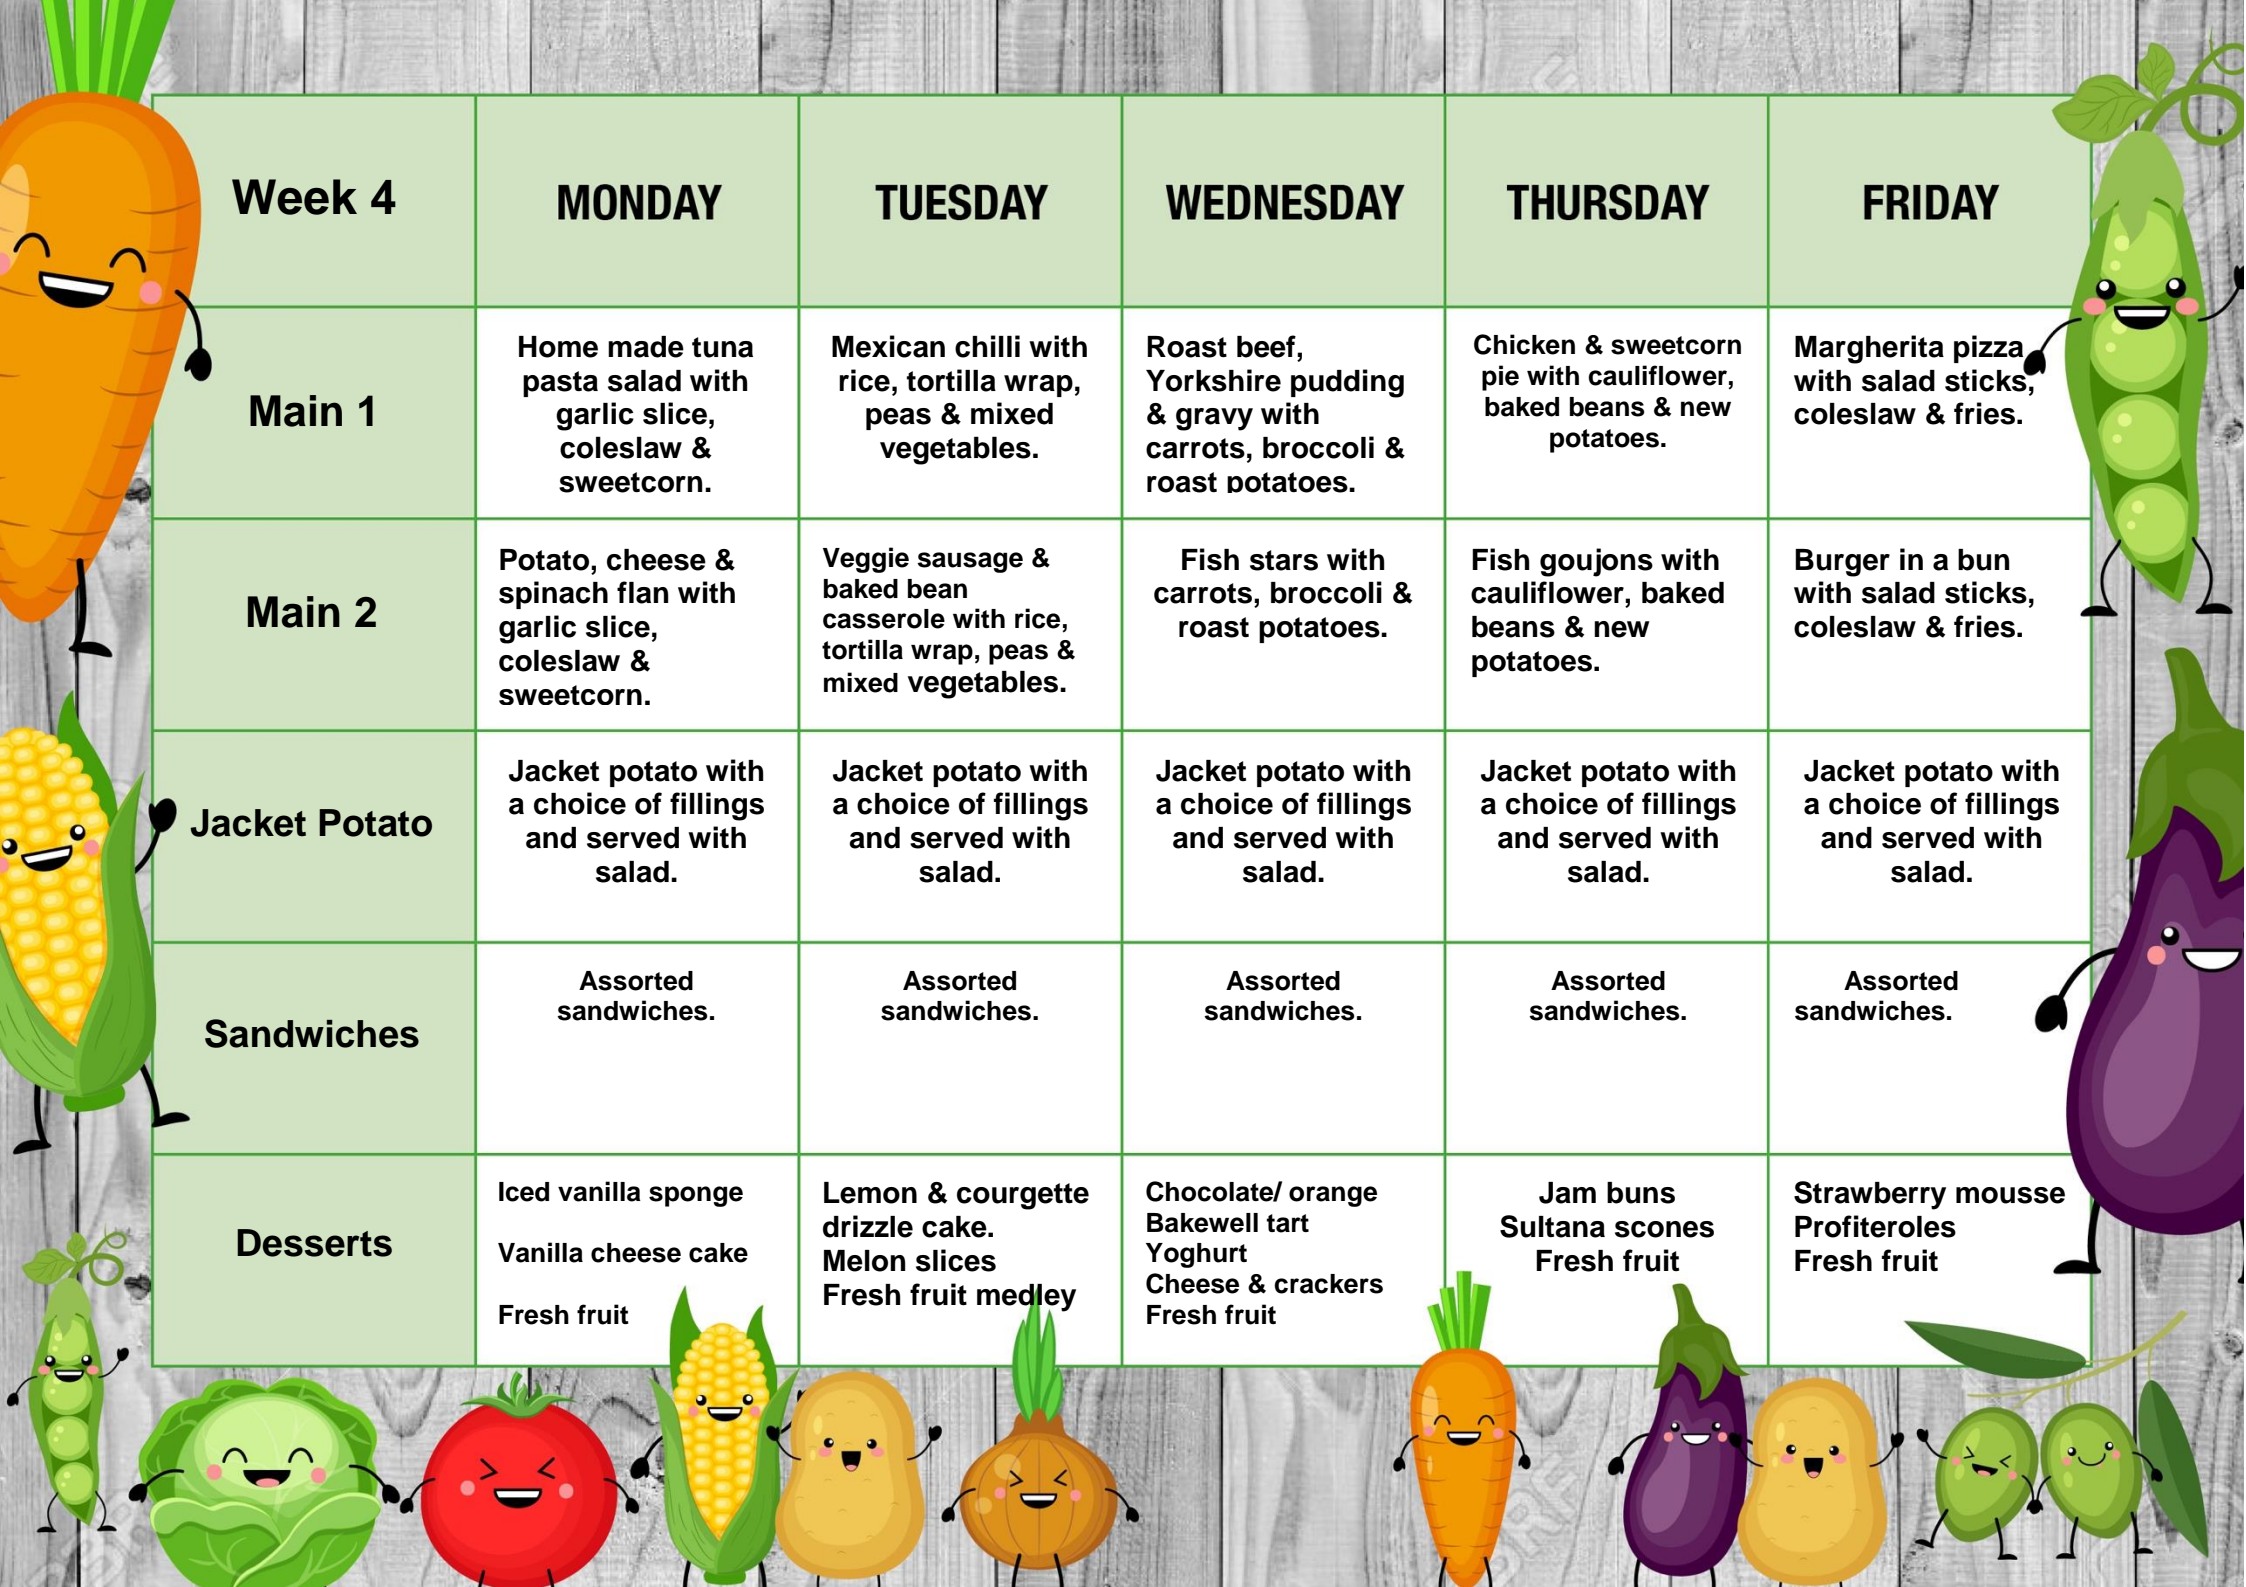 Week 4
MONDAY
TUESDAY
WEDNESDAY
THURSDAY
FRIDAY
Main 1
Home made tuna
pasta salad with
garlic slice,
coleslaw &
sweetcorn.
Mexican chilli with
rice, tortilla wrap,
peas & mixed
vegetables.
Roast beef,
Yorkshire pudding
& gravy with
carrots, broccoli &
roast potatoes.
Chicken & sweetcorn
pie with cauliflower,
baked beans & new
potatoes.
Margherita pizza
with salad sticks,
coleslaw & fries.
Main 2
Potato, cheese &
spinach flan with
garlic slice,
coleslaw &
sweetcorn.
Veggie sausage &
baked bean
casserole with rice,
tortilla wrap, peas &
mixed vegetables.
Fish stars with
carrots, broccoli &
roast potatoes.
Fish goujons with
cauliflower, baked
beans & new
potatoes.
Burger in a bun
with salad sticks,
coleslaw & fries.
Jacket Potato
Jacket potato with
a choice of fillings
and served with
salad.
Jacket potato with
a choice of fillings
and served with
salad.
Jacket potato with
a choice of fillings
and served with
salad.
Jacket potato with
a choice of fillings
and served with
salad.
Jacket potato with
a choice of fillings
and served with
salad.
Sandwiches
Assorted
sandwiches.
Assorted
sandwiches.
Assorted
sandwiches.
Assorted
sandwiches.
Assorted
sandwiches.
Desserts
Iced vanilla sponge
Vanilla cheese cake
Fresh fruit
Lemon & courgette
drizzle cake.
Melon slices
Fresh fruit medley
Chocolate/ orange
Bakewell tart
Yoghurt
Cheese & crackers
Fresh fruit
Jam buns
Sultana scones
Fresh fruit
Strawberry mousse
Profiteroles
Fresh fruit